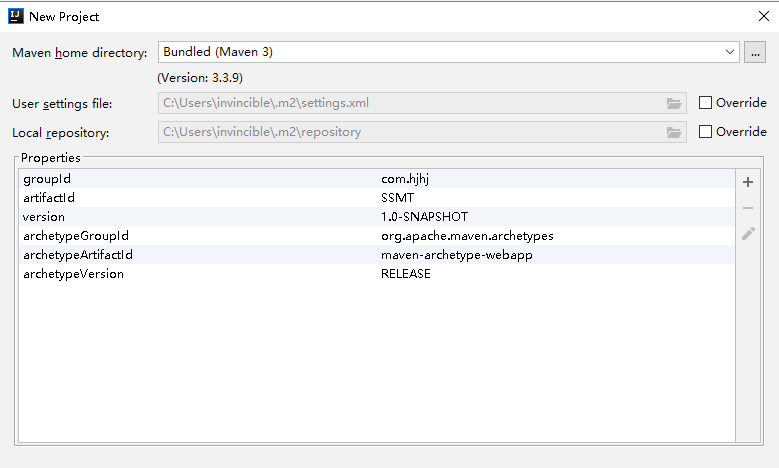 New Project
Maven home directory: Bundled (Maven 3) ...
(Version: 3.3.9)
User settings file: C:\Users\invincible\.m2\settings.xml Override
Local repository: C:\Users\invincible\.m2\repository Override
Properties
groupId com.hjhj
artifactId SSMT
version 1.0-SNAPSHOT
archetypeGroupId org.apache.maven.archetypes
archetypeArtifactId maven-archetype-webapp
archetypeVersion RELEASE